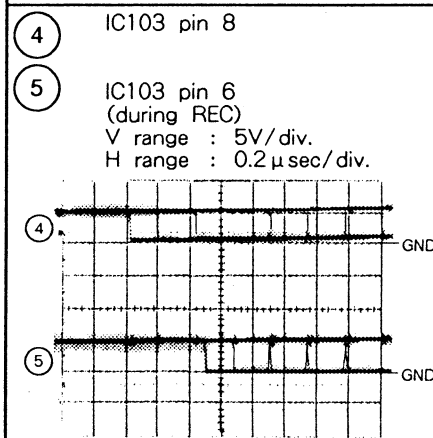 4 IC103 pin 8
5 IC103 pin 6
(during REC)
V range : 5V/div.
H range : 0.2 μsec/div.
4
GND
5
GND